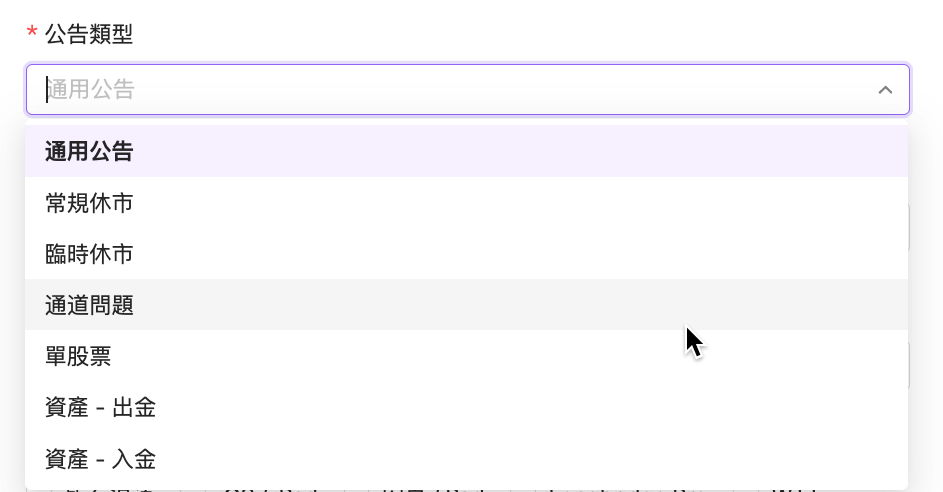 * 公告類型
通用公告
通用公告
常規休市
臨時休市
通道問題
單股票
資產 - 出金
資產 - 入金